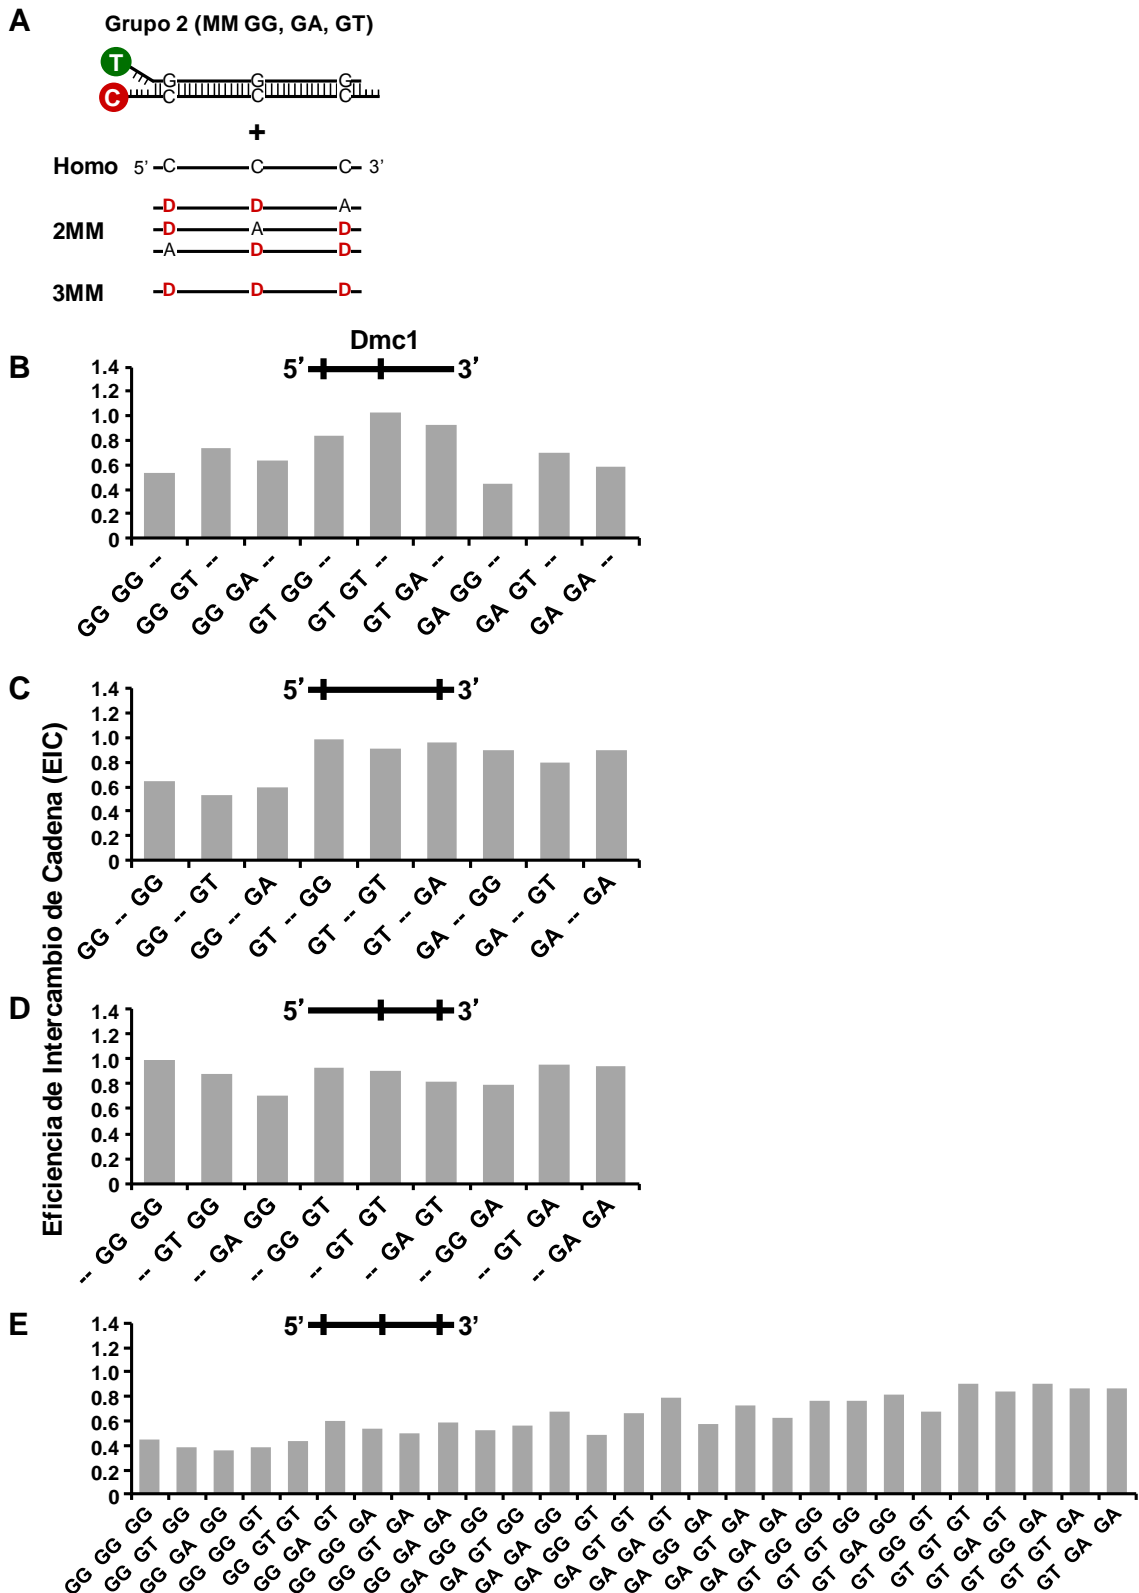 A
Grupo 2 (MM GG, GA, GT)
T
G G G
C
C C C
+
Homo 5’ C C C 3’
D D A
2MM D A D
A D D
3MM D D D
Eficiencia de Intercambio de Cadena (EIC)
Dmc1
B
5’ 3’
1.4
1.2
1.0
0.8
0.6
0.4
0.2
0
GG GG --
GG GT --
GG GA --
GT GG --
GT GT --
GT GA --
GA GG --
GA GT --
GA GA --
C
5’ 3’
1.4
1.2
1.0
0.8
0.6
0.4
0.2
0
GG -- GG
GG -- GT
GG -- GA
GT -- GG
GT -- GT
GT -- GA
GA -- GG
GA -- GT
GA -- GA
D
5’ 3’
1.4
1.2
1.0
0.8
0.6
0.4
0.2
0
-- GG GG
-- GT GG
-- GA GG
-- GG GT
-- GT GT
-- GA GT
-- GG GA
-- GT GA
-- GA GA
E
5’ 3’
1.4
1.2
1.0
0.8
0.6
0.4
0.2
0
GG GG GG
GG GT GG
GG GA GG
GG GG GT
GG GT GT
GG GA GT
GG GG GA
GG GT GA
GG GA GA
GA GG GG
GA GT GG
GA GA GG
GA GG GT
GA GT GT
GA GA GT
GA GG GA
GA GT GA
GA GA GA
GT GG GG
GT GT GG
GT GA GG
GT GG GT
GT GT GT
GT GA GT
GT GG GA
GT GT GA
GT GA GA